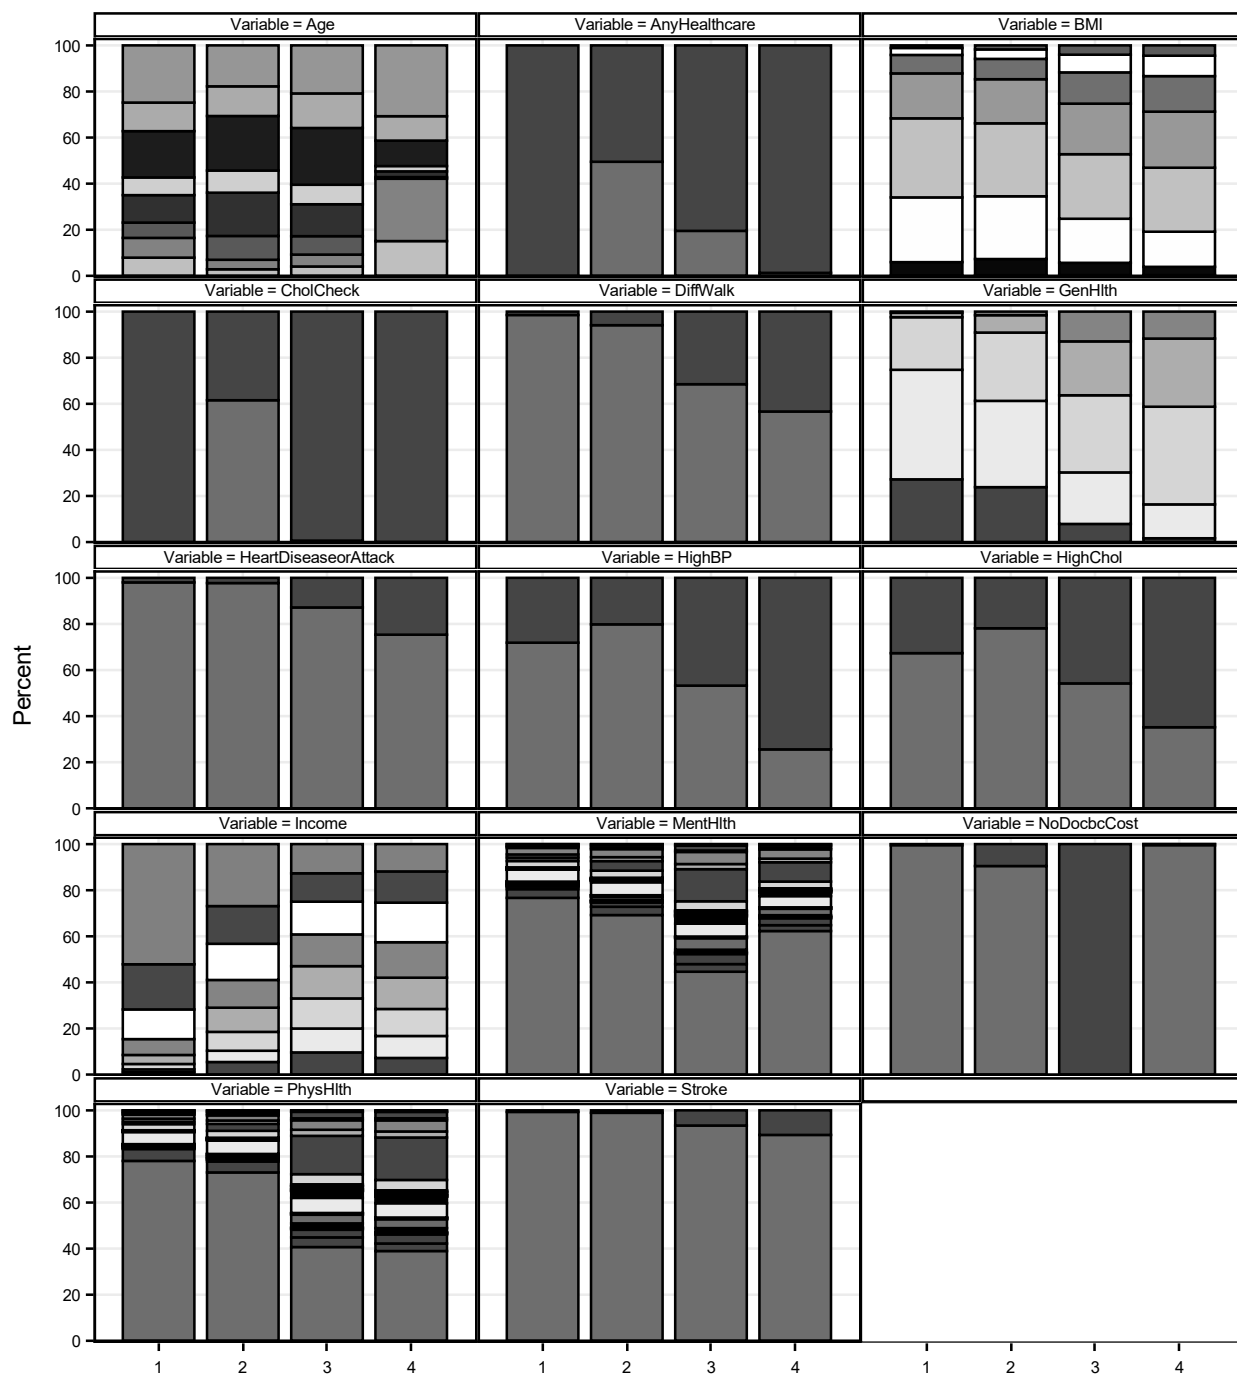 Variable = Age
Variable = AnyHealthcare
Variable = BMI
100
80
60
40
20
0
Variable = CholCheck
Variable = DiffWalk
Variable = GenHlth
100
80
60
40
20
0
Variable = HeartDiseaseorAttack
Variable = HighBP
Variable = HighChol
100
80
60
40
20
0
Percent
Variable = Income
Variable = MentHlth
Variable = NoDocbcCost
100
80
60
40
20
0
Variable = PhysHlth
Variable = Stroke
100
80
60
40
20
0
1 2 3 4
1 2 3 4
1 2 3 4